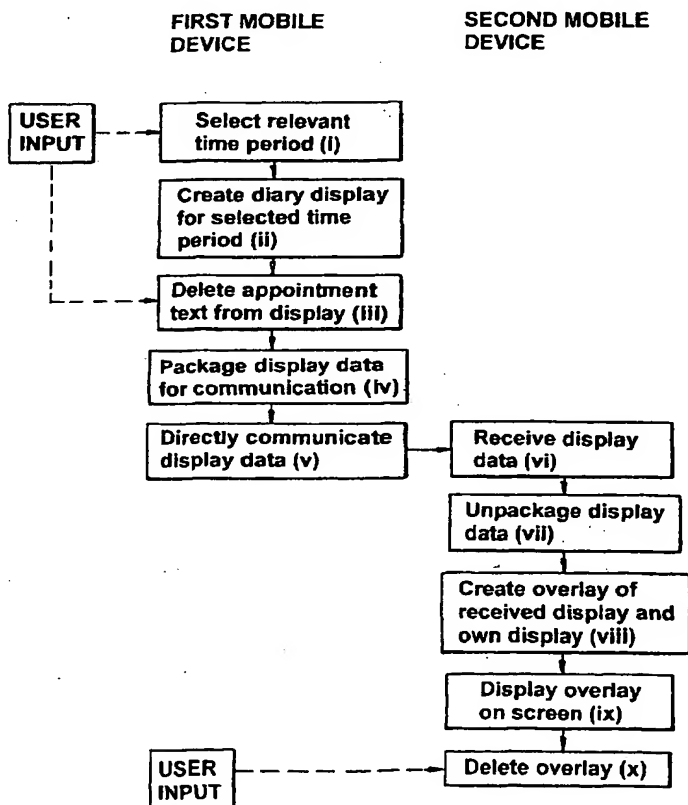 FIRST MOBILE
DEVICE
SECOND MOBILE
DEVICE
USER
INPUT
Select relevant
time period (i)
Create diary display
for selected time
period (ii)
Delete appointment
text from display (iii)
Package display data
for communication (iv)
Directly communicate
display data (v)
Receive display
data (vi)
Unpackage display
data (vii)
Create overlay of
received display and
own display (viii)
Display overlay
on screen (ix)
USER
INPUT
Delete overlay (x)